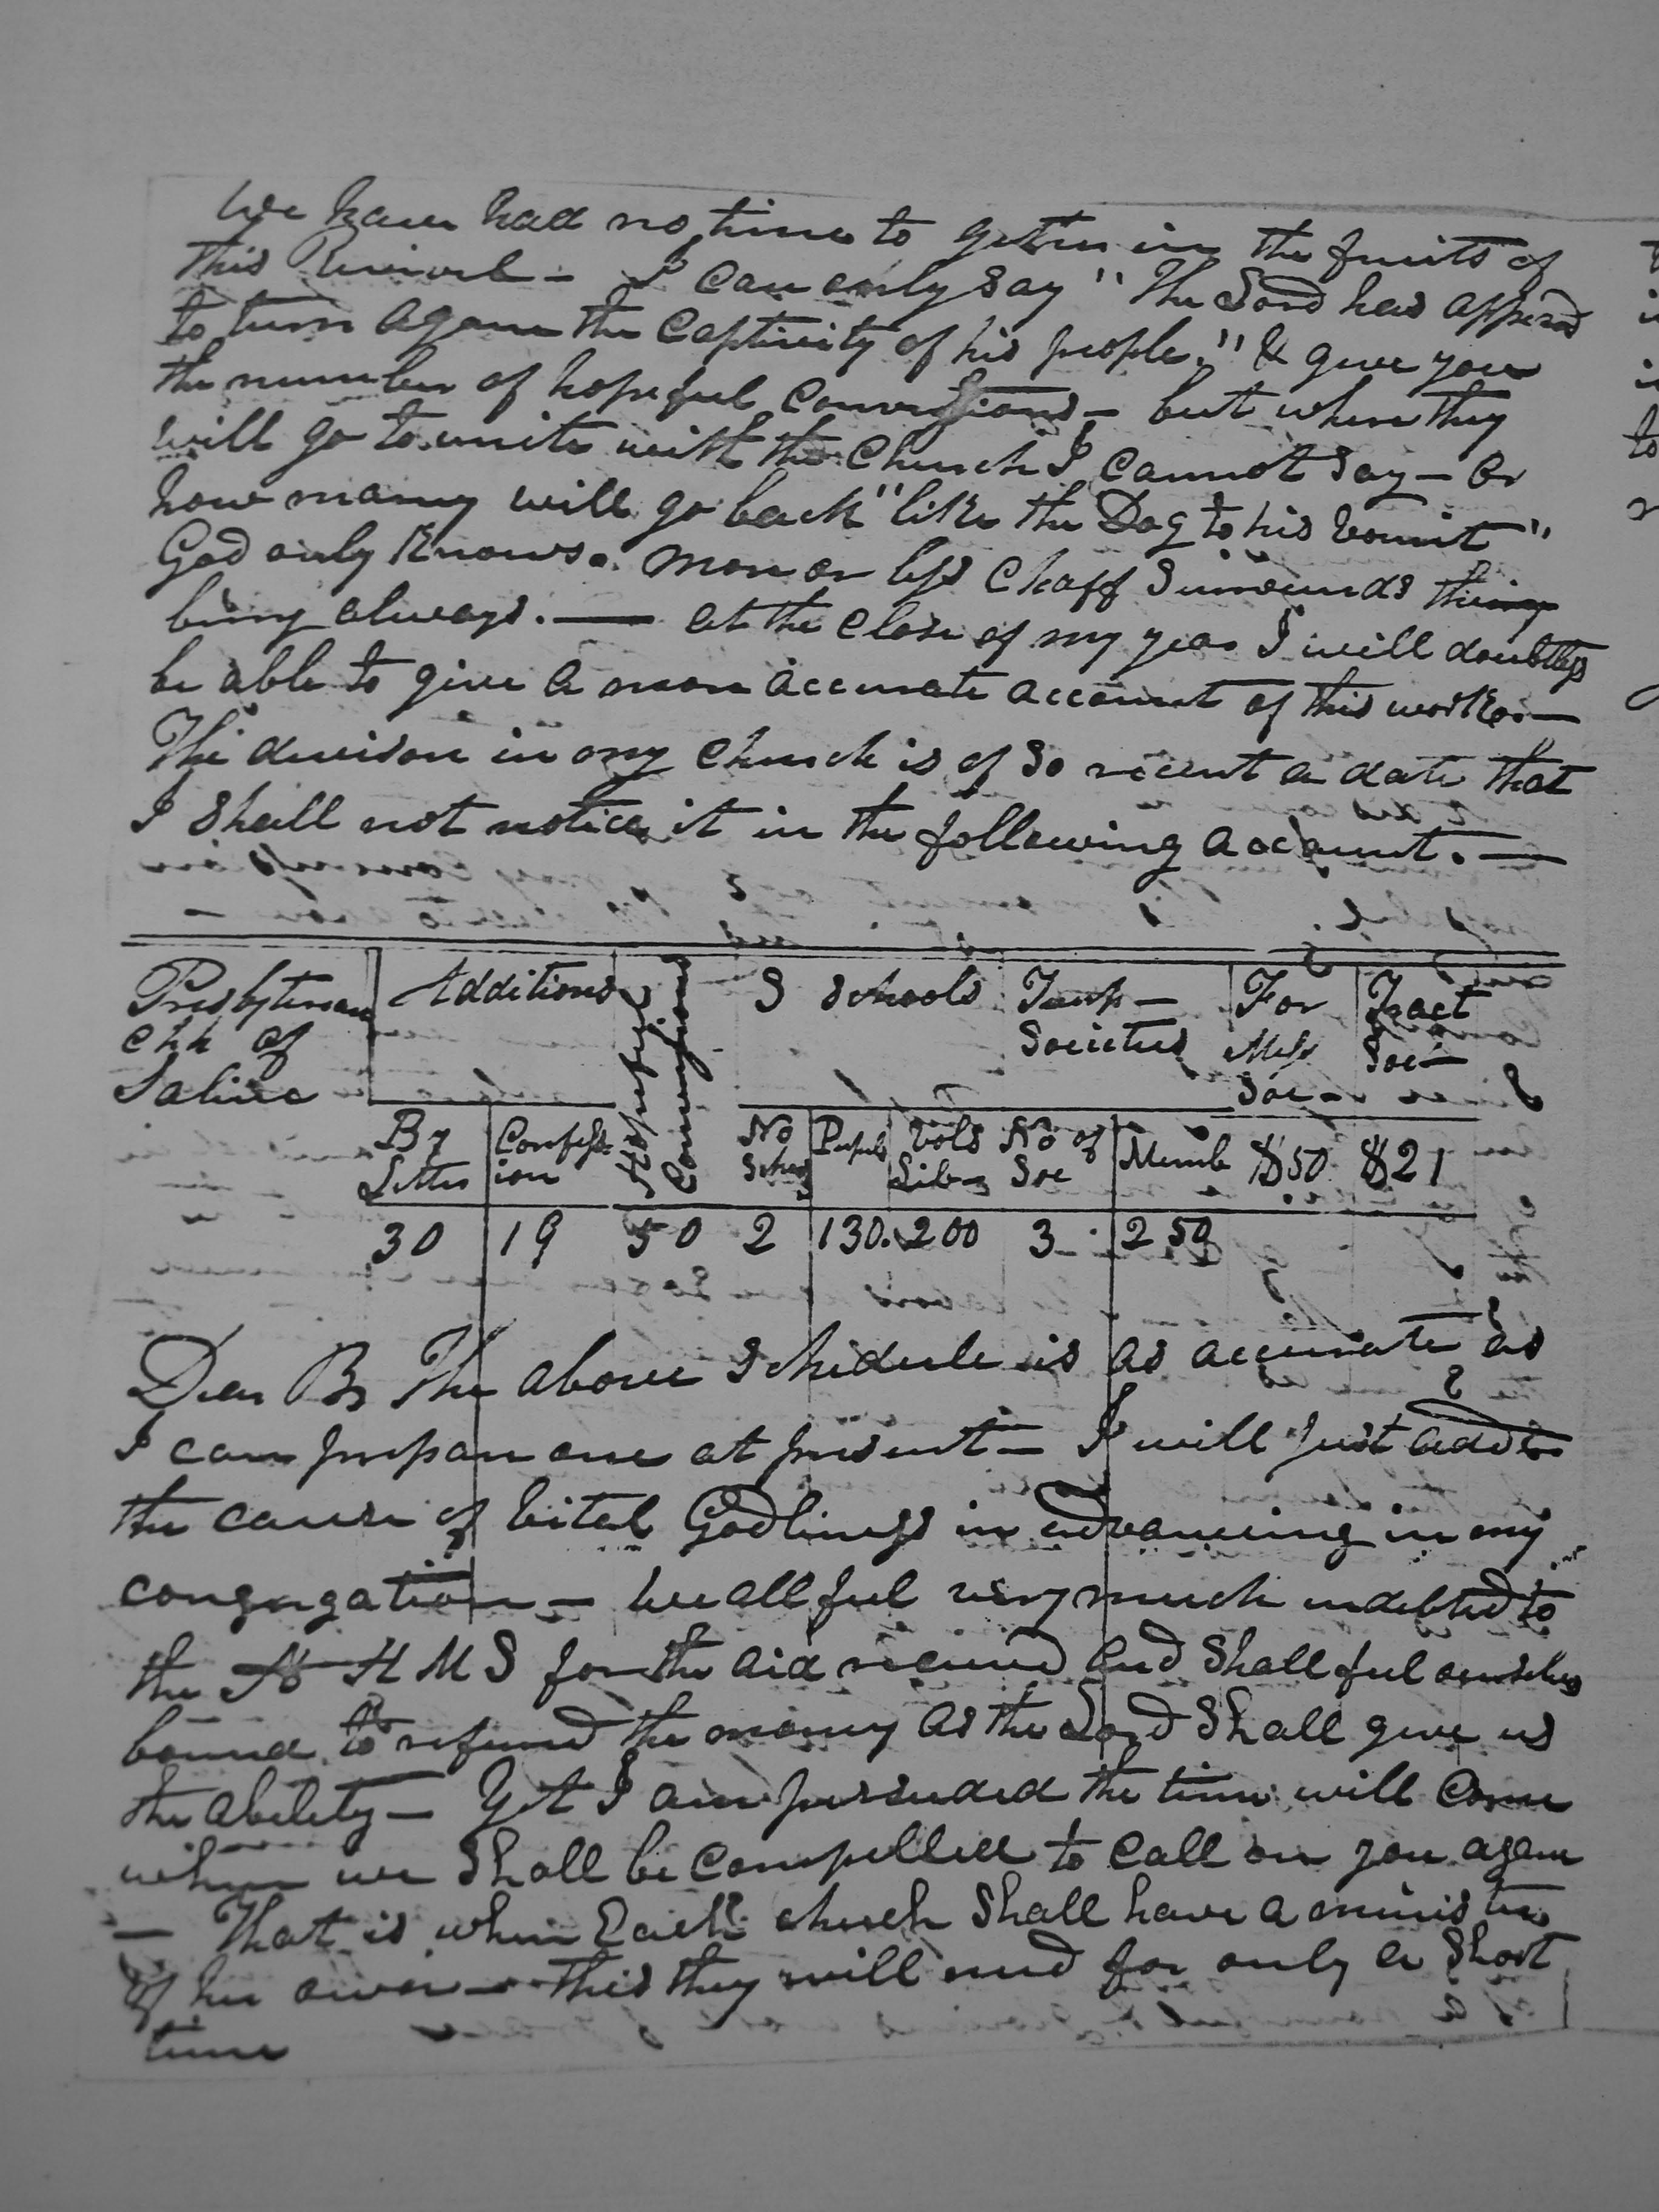 We have had no time to gether in the fruits of
this Revival - I can only say "The Lord has appeard
to turn again the Captivity of his people." & give you
the number of hopeful Conversions - but where they
will go to unite with the Church I cannot say - or
how many will go back "like the Dog to his vomit"
God only knows. More or less Chaff Surrounds
being always. — at the close of my year I will doubtless
be able to give a more accurate account of this work. —
The division in my Church is of so recent a date that
I shall not notice it in the following account. —
Presbyterian Additions Hopeful Conversions S Schools Temp - For Tract
chh of Societies Miss Soc -
Saline Soc -
By Confess No Pupils Vols No of Memb $50 $21
Letter ion Schos Lib- Soc
30 19 50 2 130. 200 3 250
Dear Br The above schedule is as accurate as
I can prepare one at present - I will just add to
the cause of vital Godliness in advancing in my
congregation - We all feel very much indebted to
the A H M S for the aid received and shall feel ourselves
bound to refund the money as the Lord shall give us
the ability - Yet I am persuaded the time will come
when we shall be compelled to call on you again
- That is when Each church shall have a minister
of her own - this they will need for only a short
time